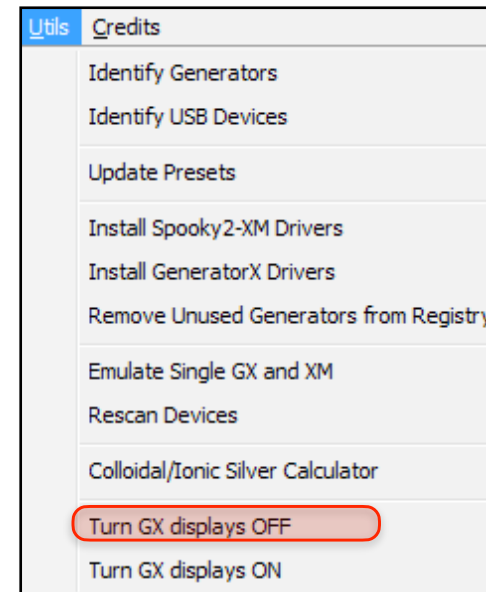 Utils Credits
Identify Generators
Identify USB Devices
Update Presets
Install Spooky2-XM Drivers
Install GeneratorX Drivers
Remove Unused Generators from Registry
Emulate Single GX and XM
Rescan Devices
Colloidal/Ionic Silver Calculator
Turn GX displays OFF
Turn GX displays ON